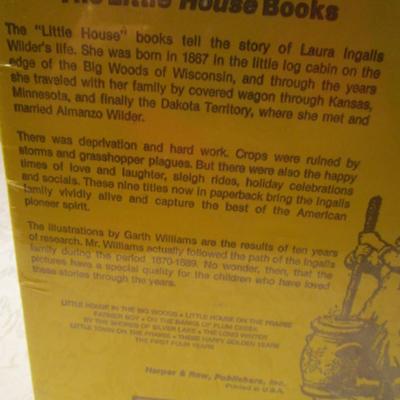 The Little House Books
The "Little House" books tell the story of Laura Ingalls
Wilder's life. She was born in 1867 in the little log cabin on the
edge of the Big Woods of Wisconsin, and through the years
she traveled with her family by covered wagon through Kansas,
Minnesota, and finally the Dakota Territory, where she met and
married Almanzo Wilder.
There was deprivation and hard work. Crops were ruined by
storms and grasshopper plagues. But there were also the happy
times of love and laughter, sleigh rides, holiday celebrations
and socials. These nine titles now in paperback bring the Ingalls
family vividly alive and capture the best of the American
pioneer spirit.
The illustrations by Garth Williams are the results of ten years
of research. Mr. Williams actually followed the path of the Ingalls
family during the period 1870-1889. No wonder, then, that the
pictures have a special quality for the children who have loved
these stories through the years.
LITTLE HOUSE IN THE BIG WOODS • LITTLE HOUSE ON THE PRAIRIE
FARMER BOY • ON THE BANKS OF PLUM CREEK
BY THE SHORES OF SILVER LAKE • THE LONG WINTER
LITTLE TOWN ON THE PRAIRIE • THESE HAPPY GOLDEN YEARS
THE FIRST FOUR YEARS
Harper & Row, Publishers, Inc.
Printed in U.S.A.